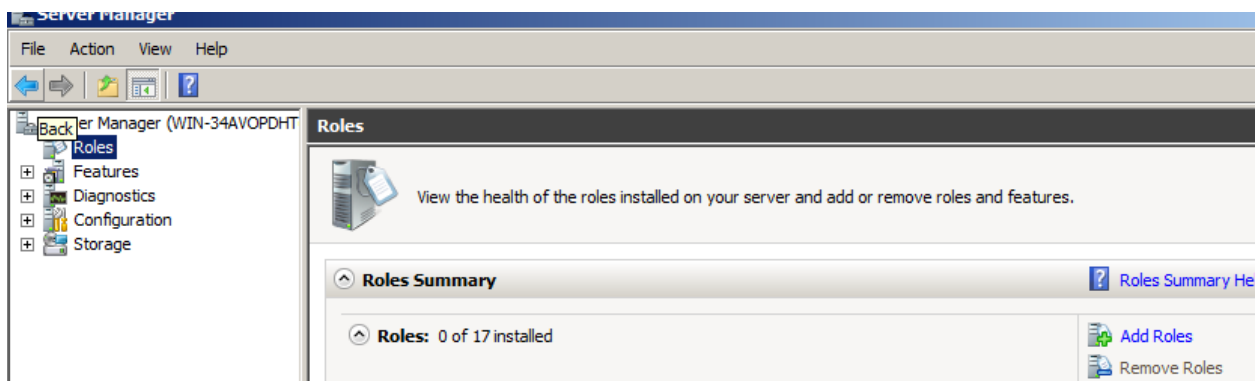 Server Manager
File Action View Help
Back er Manager (WIN-34AVOPDHT
Roles
Features
Diagnostics
Configuration
Storage
Roles
View the health of the roles installed on your server and add or remove roles and features.
Roles Summary
Roles Summary He
Roles: 0 of 17 installed
Add Roles
Remove Roles